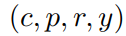 (c, p, r, y)